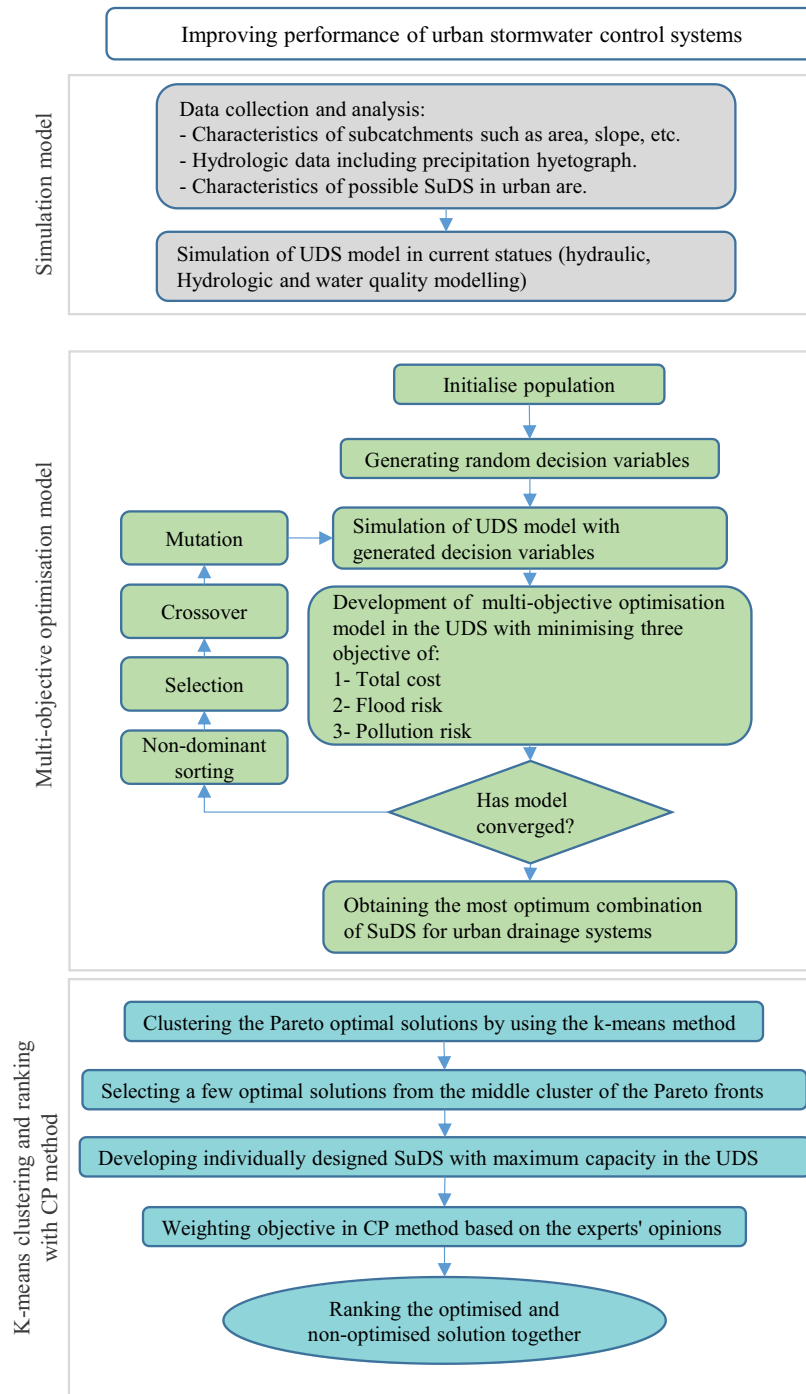 Improving performance of urban stormwater control systems
Simulation model
Data collection and analysis:
- Characteristics of subcatchments such as area, slope, etc.
- Hydrologic data including precipitation hyetograph.
- Characteristics of possible SuDS in urban are.
Simulation of UDS model in current statues (hydraulic,
Hydrologic and water quality modelling)
Multi-objective optimisation model
Initialise population
Generating random decision variables
Simulation of UDS model with
generated decision variables
Mutation
Crossover
Selection
Non-dominant
sorting
Development of multi-objective optimisation
model in the UDS with minimising three
objective of:
1- Total cost
2- Flood risk
3- Pollution risk
Has model
converged?
Obtaining the most optimum combination
of SuDS for urban drainage systems
K-means clustering and ranking
with CP method
Clustering the Pareto optimal solutions by using the k-means method
Selecting a few optimal solutions from the middle cluster of the Pareto fronts
Developing individually designed SuDS with maximum capacity in the UDS
Weighting objective in CP method based on the experts' opinions
Ranking the optimised and
non-optimised solution together